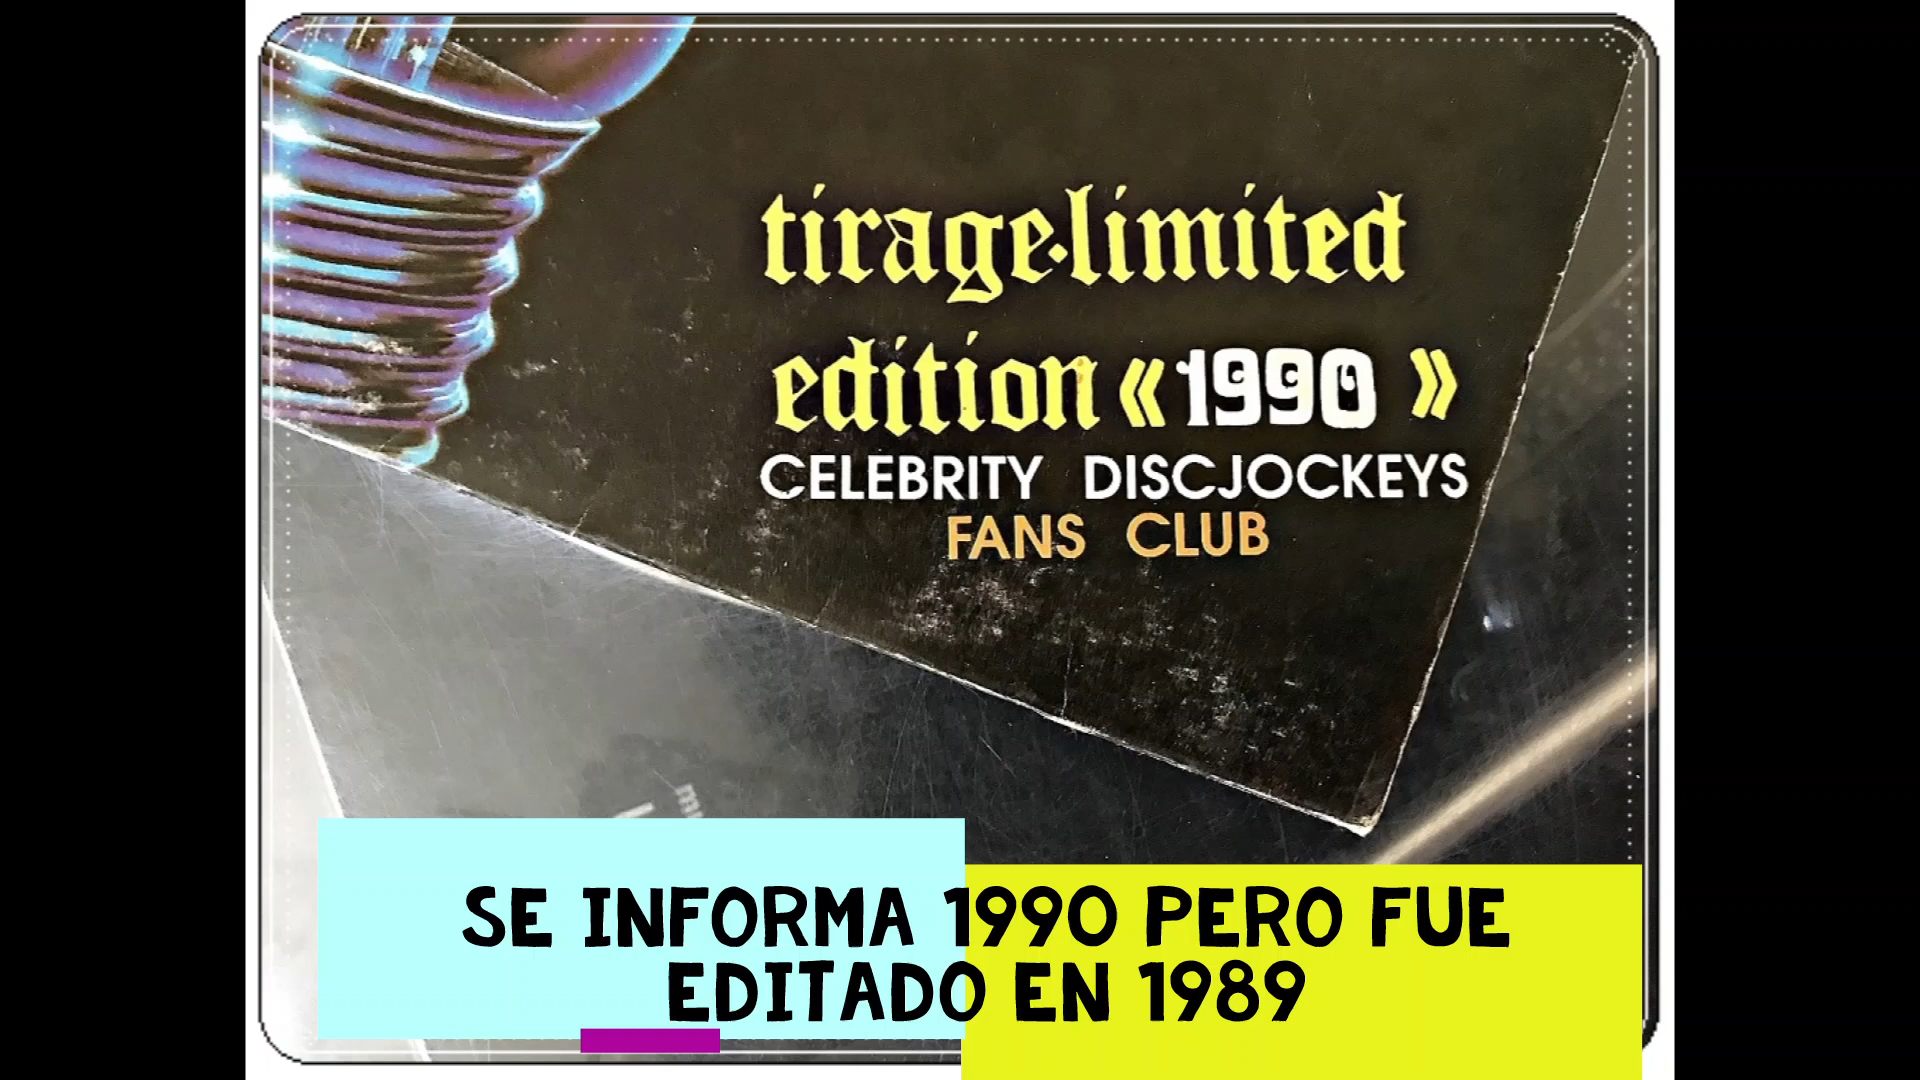 tirage·limited
edition « 1990 »
CELEBRITY DISCJOCKEYS
FANS CLUB
SE INFORMA 1990 PERO FUE
EDITADO EN 1989